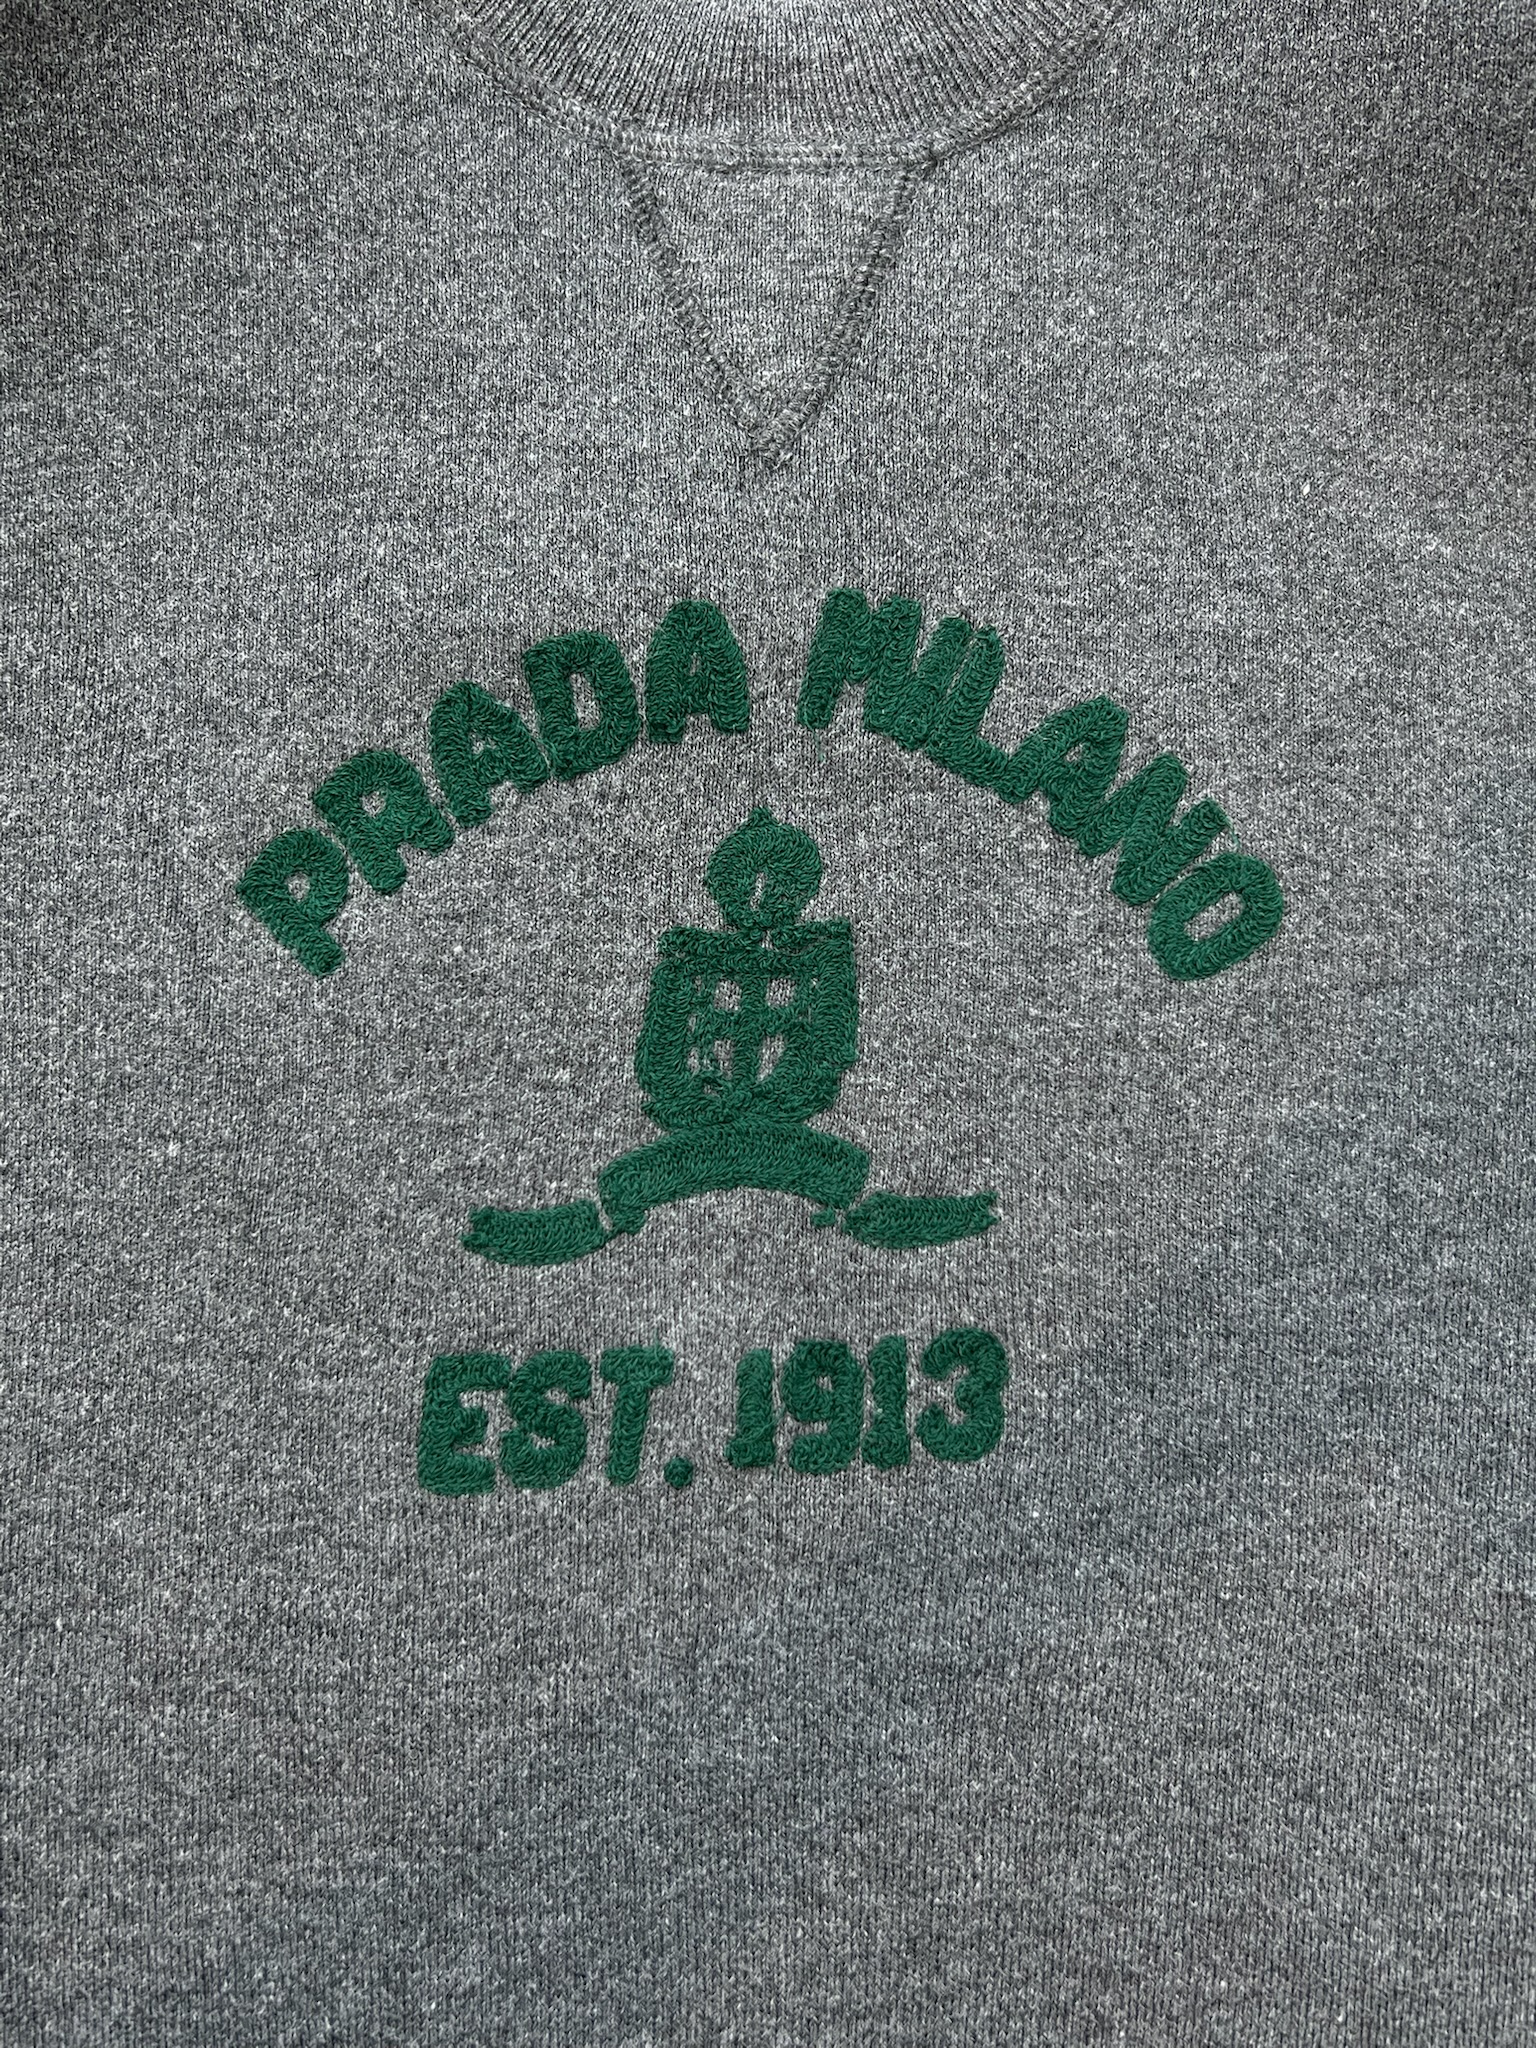 PRADA MILANO
EST. 1913